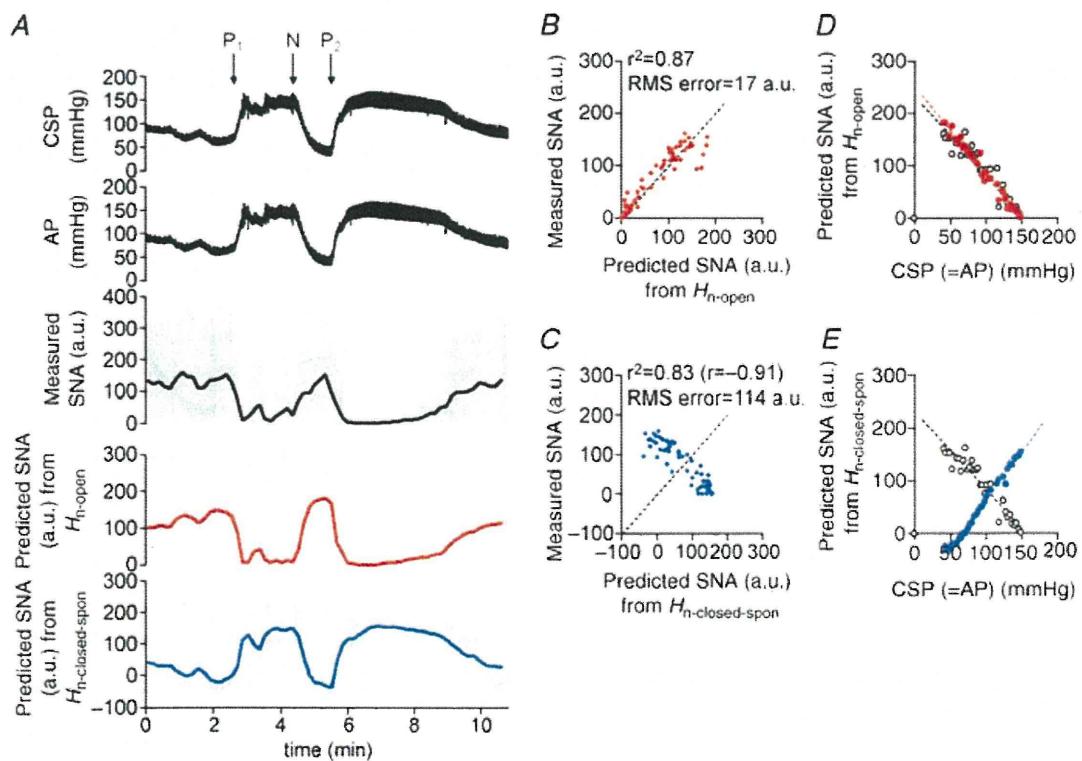 A
P1 N P2
CSP (mmHg)
200
150
100
50
0
AP (mmHg)
200
150
100
50
0
Measured SNA (a.u.)
400
300
200
100
0
Predicted SNA (a.u.) from Hn-open
300
200
100
0
Predicted SNA (a.u.) from Hn-closed-spon
300
200
100
0
−100
0 2 4 6 8 10
time (min)
B
r²=0.87
RMS error=17 a.u.
Measured SNA (a.u.)
300
200
100
0
0 100 200 300
Predicted SNA (a.u.)
from Hn-open
C
r²=0.83 (r=−0.91)
RMS error=114 a.u.
Measured SNA (a.u.)
300
200
100
0
−100
−100 0 100 200 300
Predicted SNA (a.u.)
from Hn-closed-spon
D
Predicted SNA (a.u.)
from Hn-open
300
200
100
0
0 50 100 150 200
CSP (=AP) (mmHg)
E
Predicted SNA (a.u.)
from Hn-closed-spon
300
200
100
0
0 50 100 150 200
CSP (=AP) (mmHg)